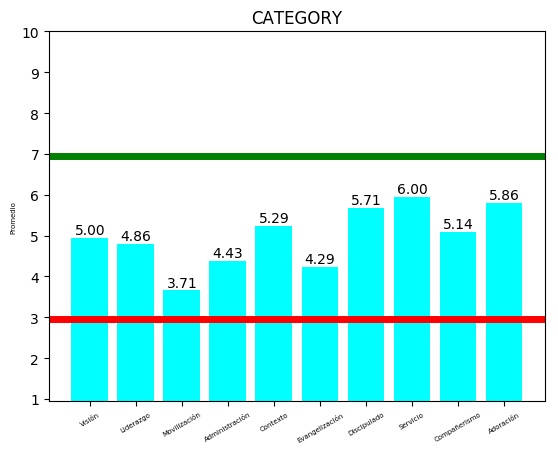 CATEGORY
10
9
8
7
6
5
4
3
2
1
Promedio
5.00
4.86
3.71
4.43
5.29
4.29
5.71
6.00
5.14
5.86
Visión
Liderazgo
Movilización
Administración
Contexto
Evangelización
Discipulado
Servicio
Compañerismo
Adoración